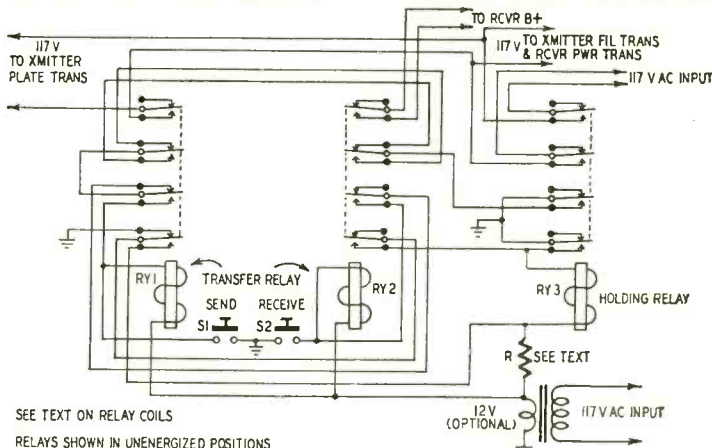 TO RCVR B+
117 V
TO XMITTER
PLATE TRANS
117 V TO XMITTER FIL TRANS
& RCVR PWR TRANS
117 V AC INPUT
RY1
TRANSFER RELAY
RY2
RY3
HOLDING RELAY
SEND
RECEIVE
S1
S2
R
SEE TEXT
12V
(OPTIONAL)
117V AC INPUT
SEE TEXT ON RELAY COILS
RELAYS SHOWN IN UNENERGIZED POSITIONS